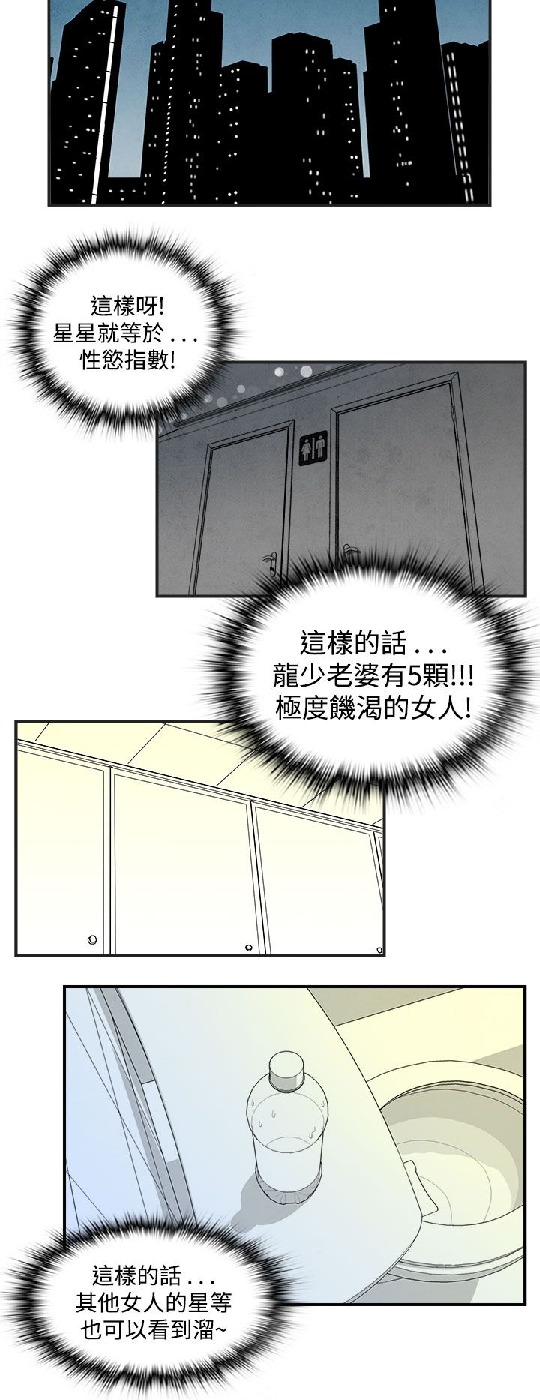 這樣呀!
星星就等於...
性慾指數!
這樣的話...
龍少老婆有5顆!!!
極度饑渴的女人!
這樣的話...
其他女人的星等
也可以看到溜~